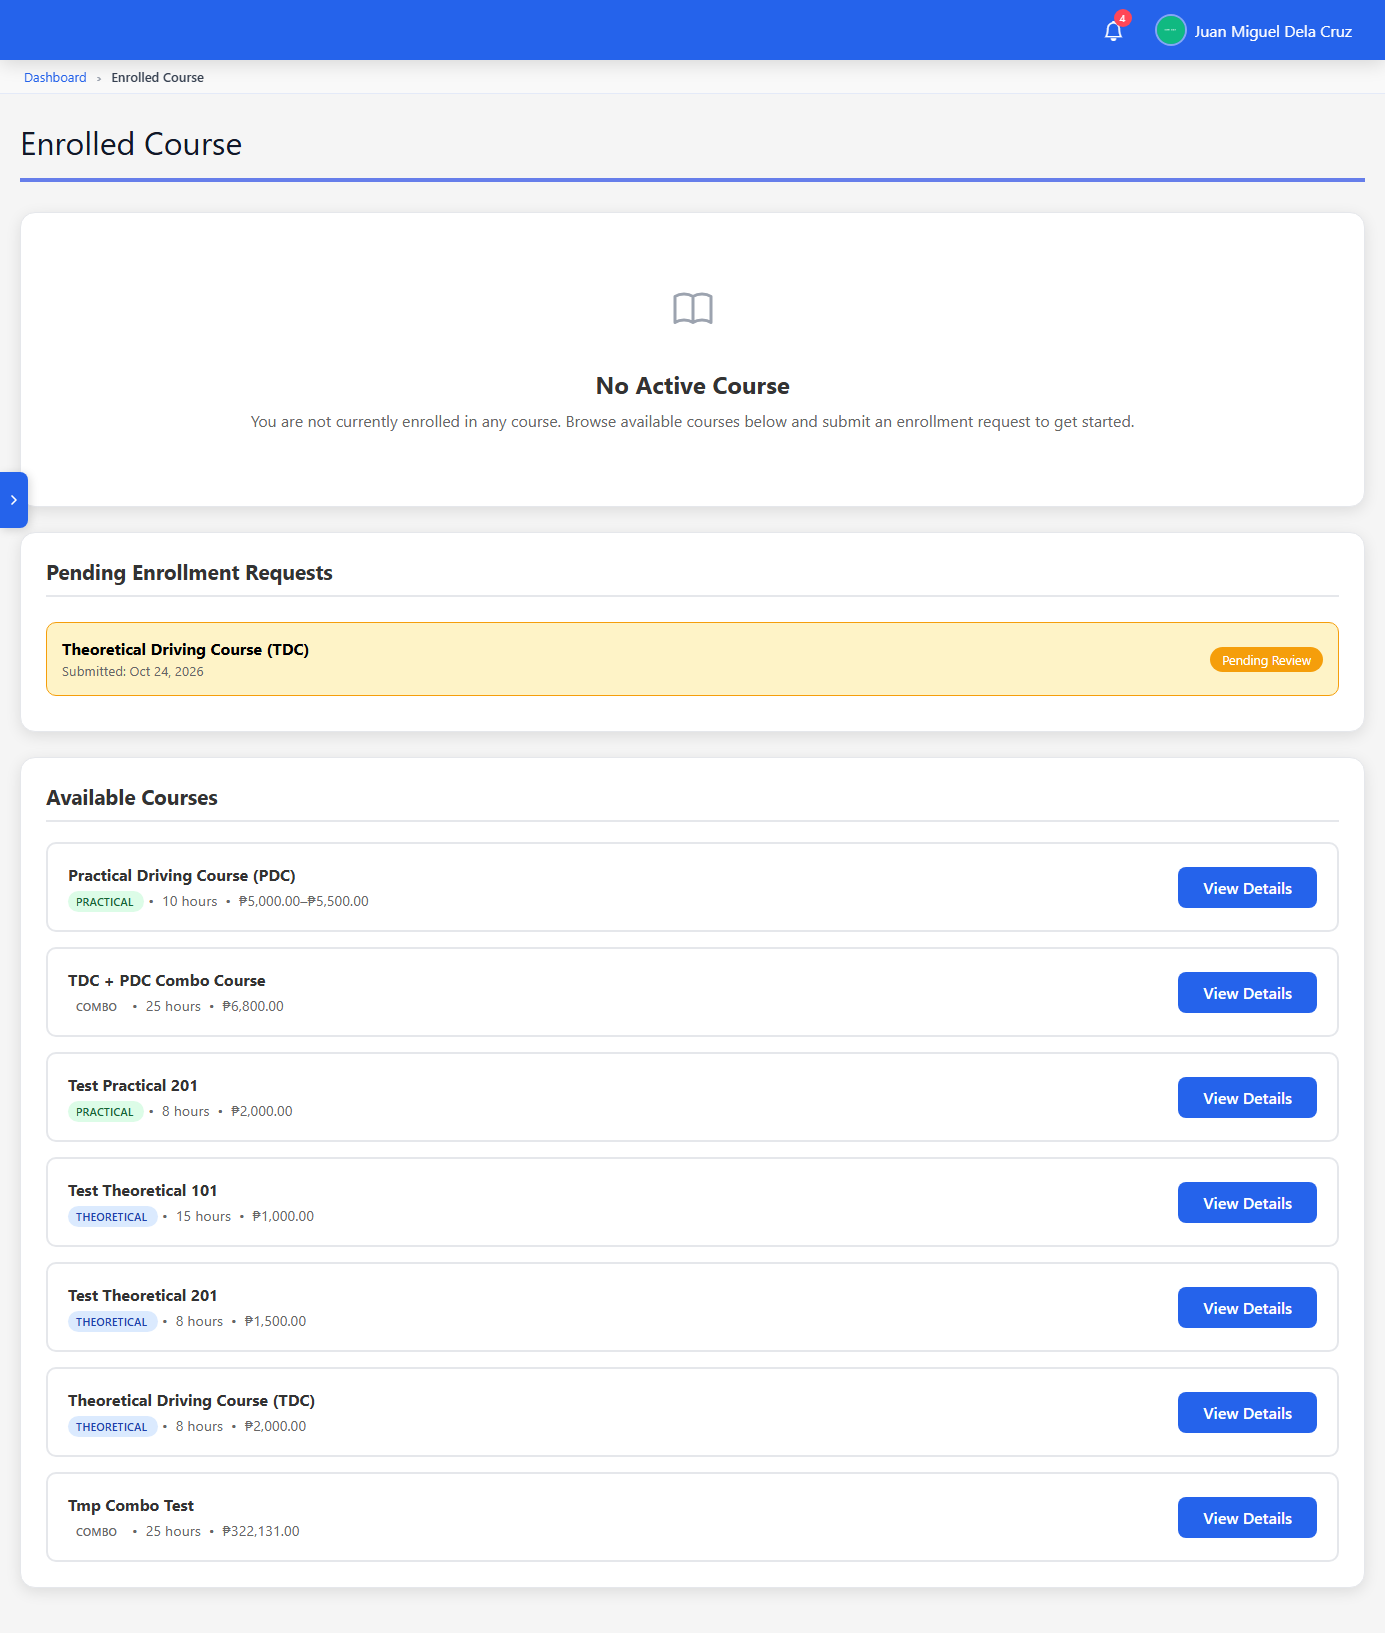 4
Juan Miguel Dela Cruz
Dashboard > Enrolled Course
Enrolled Course
No Active Course
You are not currently enrolled in any course. Browse available courses below and submit an enrollment request to get started.
Pending Enrollment Requests
Theoretical Driving Course (TDC)
Submitted: Oct 24, 2026
Pending Review
Available Courses
Practical Driving Course (PDC)
PRACTICAL • 10 hours • ₱5,000.00–₱5,500.00
View Details
TDC + PDC Combo Course
COMBO • 25 hours • ₱6,800.00
View Details
Test Practical 201
PRACTICAL • 8 hours • ₱2,000.00
View Details
Test Theoretical 101
THEORETICAL • 15 hours • ₱1,000.00
View Details
Test Theoretical 201
THEORETICAL • 8 hours • ₱1,500.00
View Details
Theoretical Driving Course (TDC)
THEORETICAL • 8 hours • ₱2,000.00
View Details
Tmp Combo Test
COMBO • 25 hours • ₱322,131.00
View Details